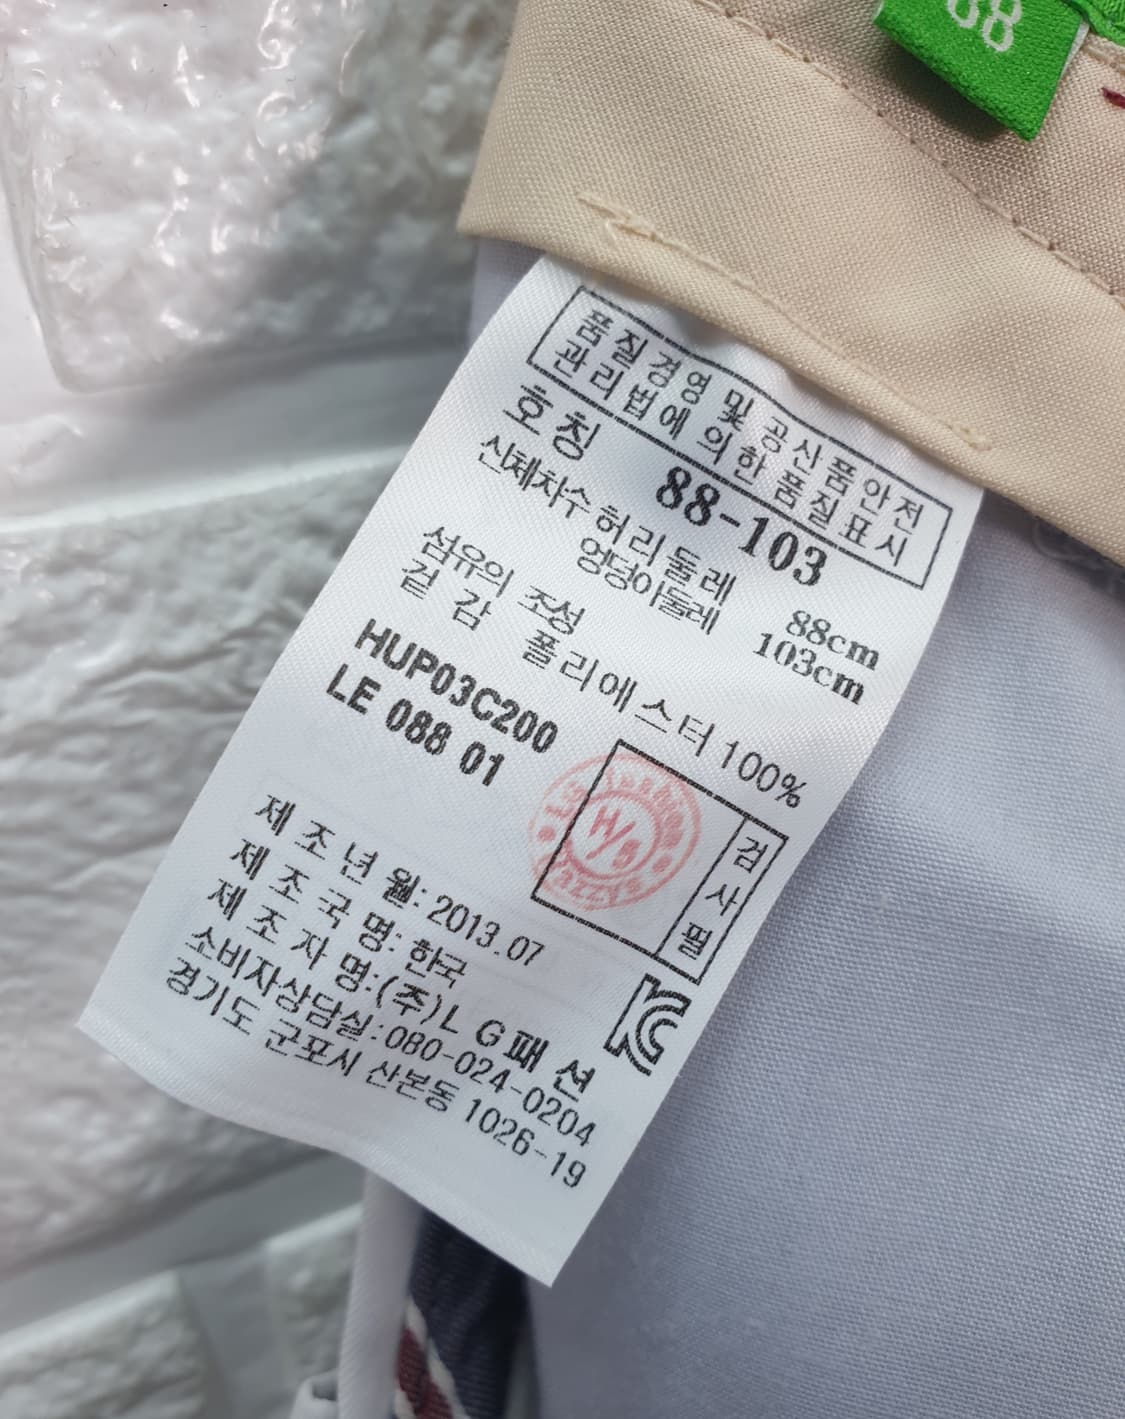 88
품질경영 및 공산품안전
관리법에 의한 품질표시
호칭 88-103
신체차수 허리둘레 88cm
엉덩이둘레 103cm
섬유의 조성
겉감 폴리에스터 100%
HUP03C200
LE 088 01
H/S
검사필
제조년월: 2013.07
제조국명: 한국
제조자명:(주)LG패션
소비자상담실:080-024-0204
경기도 군포시 산본동 1026-19